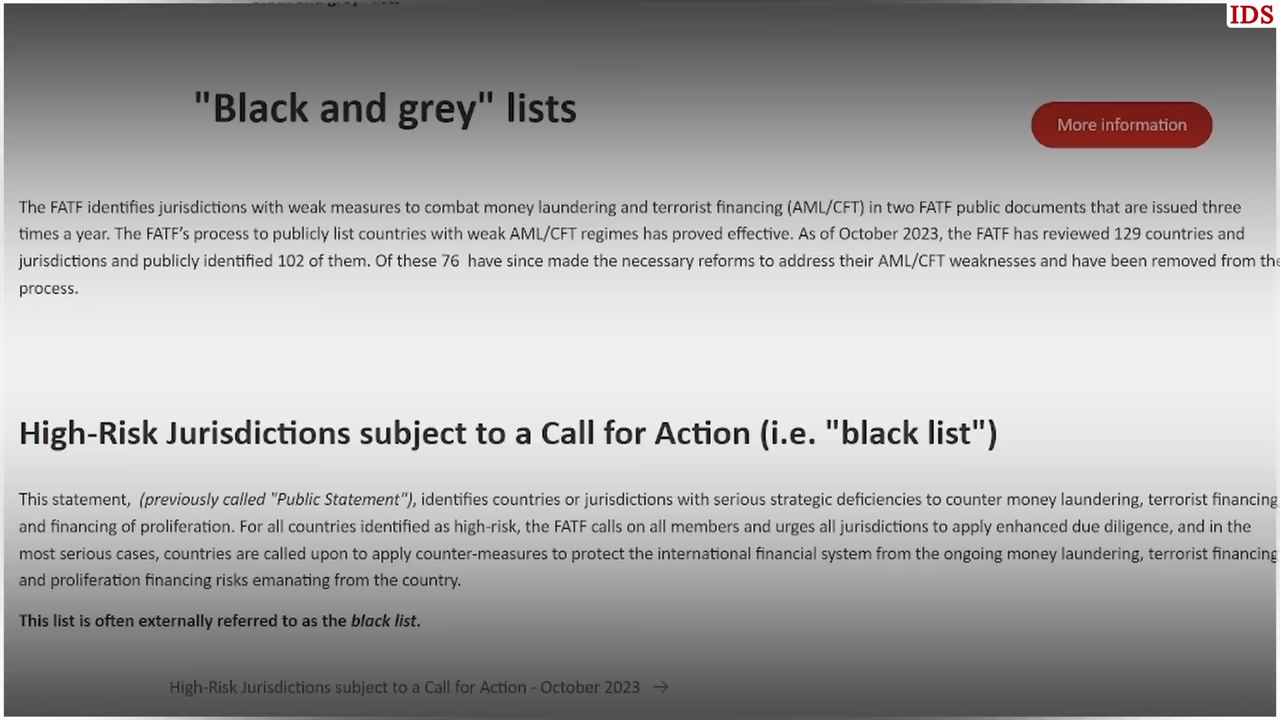 IDS
"Black and grey" lists
More information
The FATF identifies jurisdictions with weak measures to combat money laundering and terrorist financing (AML/CFT) in two FATF public documents that are issued three
times a year. The FATF’s process to publicly list countries with weak AML/CFT regimes has proved effective. As of October 2023, the FATF has reviewed 129 countries and
jurisdictions and publicly identified 102 of them. Of these 76 have since made the necessary reforms to address their AML/CFT weaknesses and have been removed from the
process.
High-Risk Jurisdictions subject to a Call for Action (i.e. "black list")
This statement, (previously called "Public Statement"), identifies countries or jurisdictions with serious strategic deficiencies to counter money laundering, terrorist financing
and financing of proliferation. For all countries identified as high-risk, the FATF calls on all members and urges all jurisdictions to apply enhanced due diligence, and in the
most serious cases, countries are called upon to apply counter-measures to protect the international financial system from the ongoing money laundering, terrorist financing
and proliferation financing risks emanating from the country.
This list is often externally referred to as the black list.
High-Risk Jurisdictions subject to a Call for Action - October 2023 →